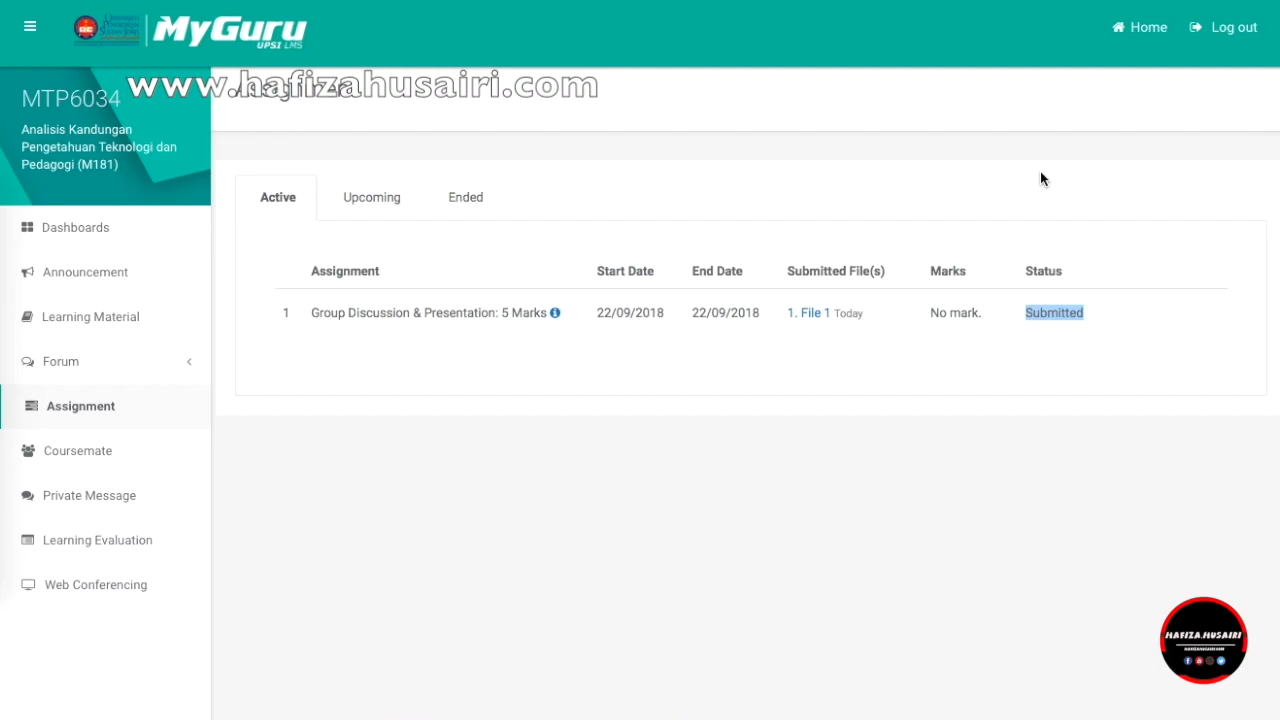 MyGuru
UPSI LMS
Home
Log out
www.hafizahusairi.com
MTP6034
Analisis Kandungan
Pengetahuan Teknologi dan
Pedagogi (M181)
Dashboards
Announcement
Learning Material
Forum
Assignment
Coursemate
Private Message
Learning Evaluation
Web Conferencing
Active Upcoming Ended
Assignment Start Date End Date Submitted File(s) Marks Status
1 Group Discussion & Presentation: 5 Marks 22/09/2018 22/09/2018 1. File 1 Today No mark. Submitted
HAFIZA.HUSAIRI
HAFIZAHUSAIRI.COM